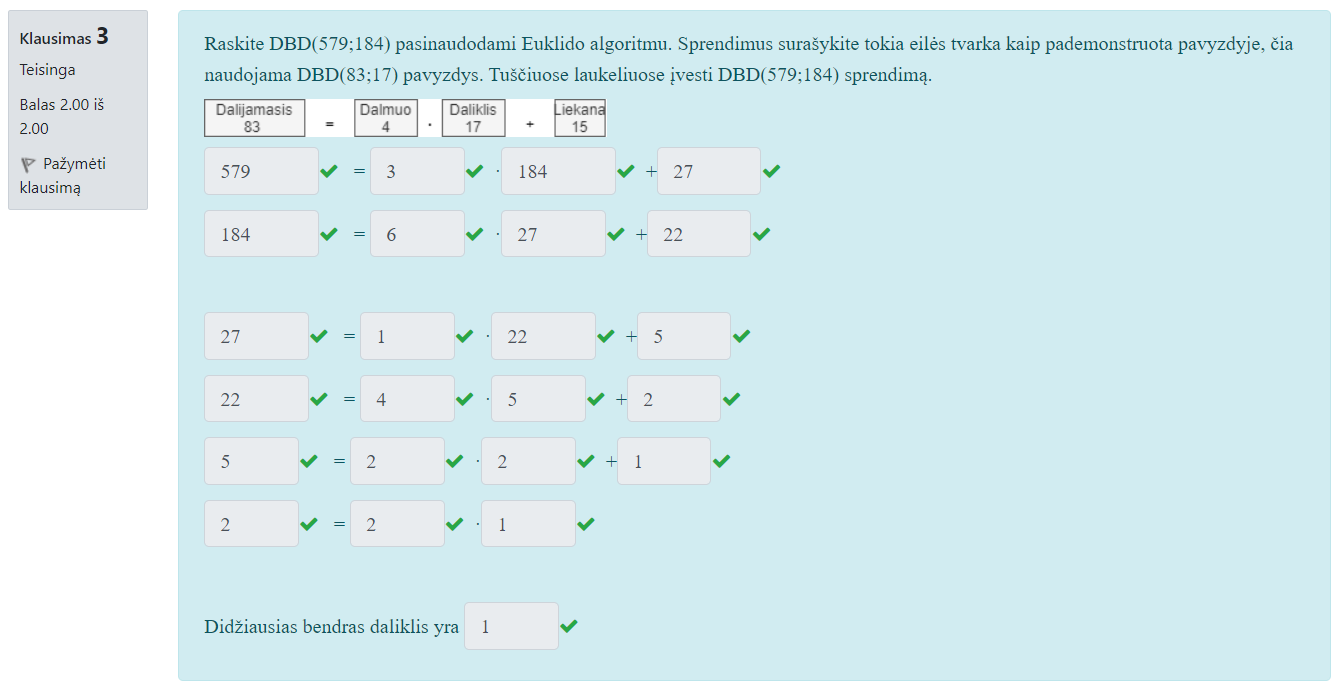 Klausimas 3
Teisinga
Balas 2.00 iš
2.00
Pažymėti
klausimą
Raskite DBD(579;184) pasinaudodami Euklido algoritmu. Sprendimus surašykite tokia eilės tvarka kaip pademonstruota pavyzdyje, čia
naudojama DBD(83;17) pavyzdys. Tuščiuose laukeliuose įvesti DBD(579;184) sprendimą.
Dalijamasis Dalmuo Daliklis Liekana
83 = 4 . 17 + 15
579 = 3 · 184 + 27
184 = 6 · 27 + 22
27 = 1 · 22 + 5
22 = 4 · 5 + 2
5 = 2 · 2 + 1
2 = 2 · 1
Didžiausias bendras daliklis yra 1